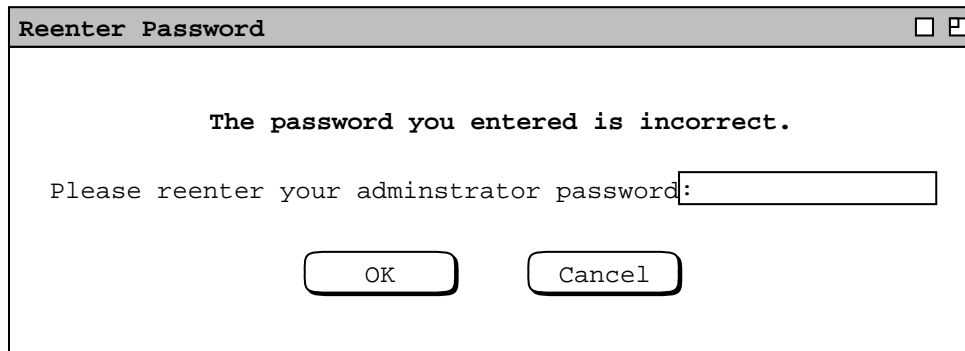 Reenter Password
The password you entered is incorrect.
Please reenter your adminstrator password:
OK Cancel